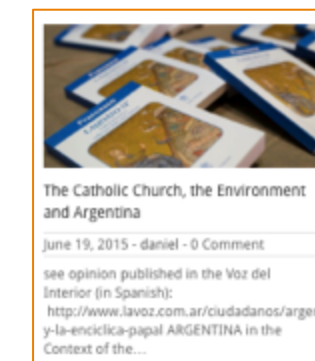 The Catholic Church, the Environment
and Argentina
June 19, 2015 - daniel - 0 Comment
see opinion published in the Voz del
Interior (in Spanish):
http://www.lavoz.com.ar/ciudadanos/arge
y-la-enciclica-papal ARGENTINA in the
Context of the…